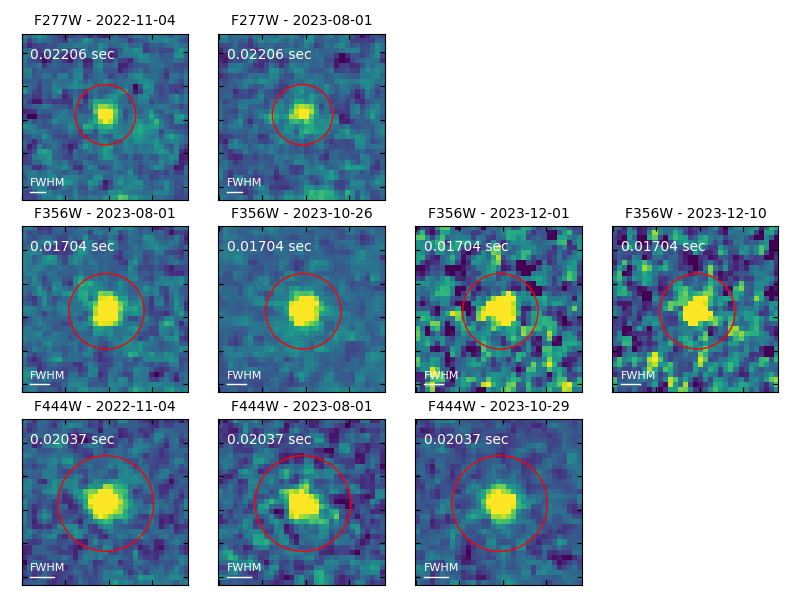 F277W - 2022-11-04
0.02206 sec
FWHM
F277W - 2023-08-01
0.02206 sec
FWHM
F356W - 2023-08-01
0.01704 sec
FWHM
F356W - 2023-10-26
0.01704 sec
FWHM
F356W - 2023-12-01
0.01704 sec
FWHM
F356W - 2023-12-10
0.01704 sec
FWHM
F444W - 2022-11-04
0.02037 sec
FWHM
F444W - 2023-08-01
0.02037 sec
FWHM
F444W - 2023-10-29
0.02037 sec
FWHM